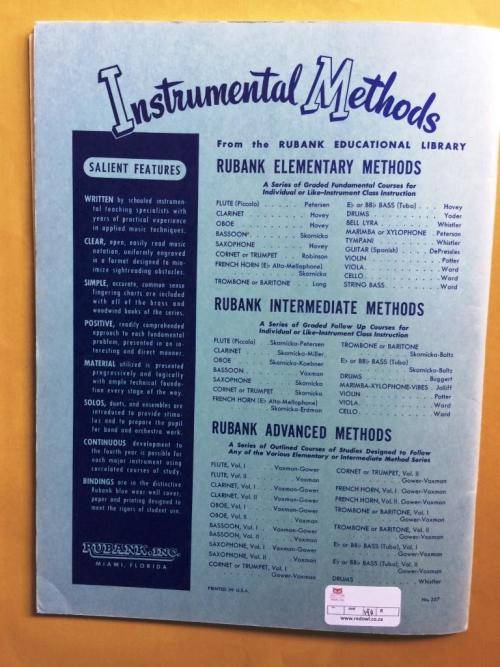 Instrumental Methods
From the RUBANK EDUCATIONAL LIBRARY
SALIENT FEATURES
WRITTEN by schooled instrumen-
tal teaching specialists with
years of practical experience
in applied music techniques.
CLEAR, open, easily read music
notation, uniformly engraved
in a format designed to min-
imize sightreading obstacles.
SIMPLE, accurate, common sense
fingering charts are included
with all of the brass and
woodwind books of the series.
POSITIVE, readily comprehended
approach to each fundamental
problem, presented in an in-
teresting and direct manner.
MATERIAL utilized is presented
progressively and logically
with ample technical founda-
tion every stage of the way.
SOLOS, duets, and ensembles are
introduced to provide stimu-
lus and to prepare the pupil
for band and orchestra work.
CONTINUOUS development to
the fourth year is possible for
each major instrument using
correlated courses of study.
BINDINGS are in the distinctive
Rubank blue wear-well cover,
paper and printing designed to
meet the rigors of student use.
RUBANK, INC.
MIAMI, FLORIDA
RUBANK ELEMENTARY METHODS
A Series of Graded Fundamental Courses for
Individual or Like-Instrument Class Instruction
FLUTE (Piccolo) Petersen
CLARINET Hovey
OBOE Hovey
BASSOON Skornicka
SAXOPHONE Hovey
CORNET or TRUMPET Robinson
FRENCH HORN (E♭ Alto-Mellophone)
Skornicka
TROMBONE or BARITONE Long
E♭ or BB♭ BASS (Tuba) Hovey
DRUMS Yoder
BELL LYRA Whistler
MARIMBA or XYLOPHONE Peterson
TYMPANI Whistler
GUITAR (Spanish) DePressles
VIOLIN Potter
VIOLA Ward
CELLO Ward
STRING BASS Ward
RUBANK INTERMEDIATE METHODS
A Series of Graded Follow Up Courses for
Individual or Like-Instrument Class Instruction
FLUTE (Piccolo) Skornicka-Petersen
CLARINET Skornicka-Miller
OBOE Skornicka-Koebner
BASSOON Voxman
SAXOPHONE Skornicka
CORNET or TRUMPET Skornicka
FRENCH HORN (E♭ Alto-Mellophone)
Skornicka-Erdman
TROMBONE or BARITONE
Skornicka-Boltz
E♭ or BB♭ BASS (Tuba)
Skornicka-Boltz
DRUMS Buggert
MARIMBA-XYLOPHONE-VIBES Jolliff
VIOLIN Potter
VIOLA Ward
CELLO Ward
RUBANK ADVANCED METHODS
A Series of Outlined Courses of Studies Designed to Follow
Any of the Various Elementary or Intermediate Method Series
FLUTE, Vol. I Voxman-Gower
FLUTE, Vol. II Voxman
CLARINET, Vol. I Voxman-Gower
CLARINET, Vol. II Voxman-Gower
OBOE, Vol. I Voxman-Gower
OBOE, Vol. II Voxman
BASSOON, Vol. I Voxman-Gower
BASSOON, Vol. II Voxman
SAXOPHONE, Vol. I Voxman-Gower
SAXOPHONE, Vol. II Voxman
CORNET or TRUMPET, Vol. I
Gower-Voxman
CORNET or TRUMPET, Vol. II
Gower-Voxman
FRENCH HORN, Vol. I Gower-Voxman
FRENCH HORN, Vol. II Gower-Voxman
TROMBONE or BARITONE, Vol. I
Gower-Voxman
TROMBONE or BARITONE, Vol. II
Gower-Voxman
E♭ or BB♭ BASS (Tuba), Vol. I
Gower-Voxman
E♭ or BB♭ BASS (Tuba), Vol. II
Gower-Voxman
DRUMS Whistler
PRINTED IN U.S.A.
No. 357
R
www.redowl.co.za